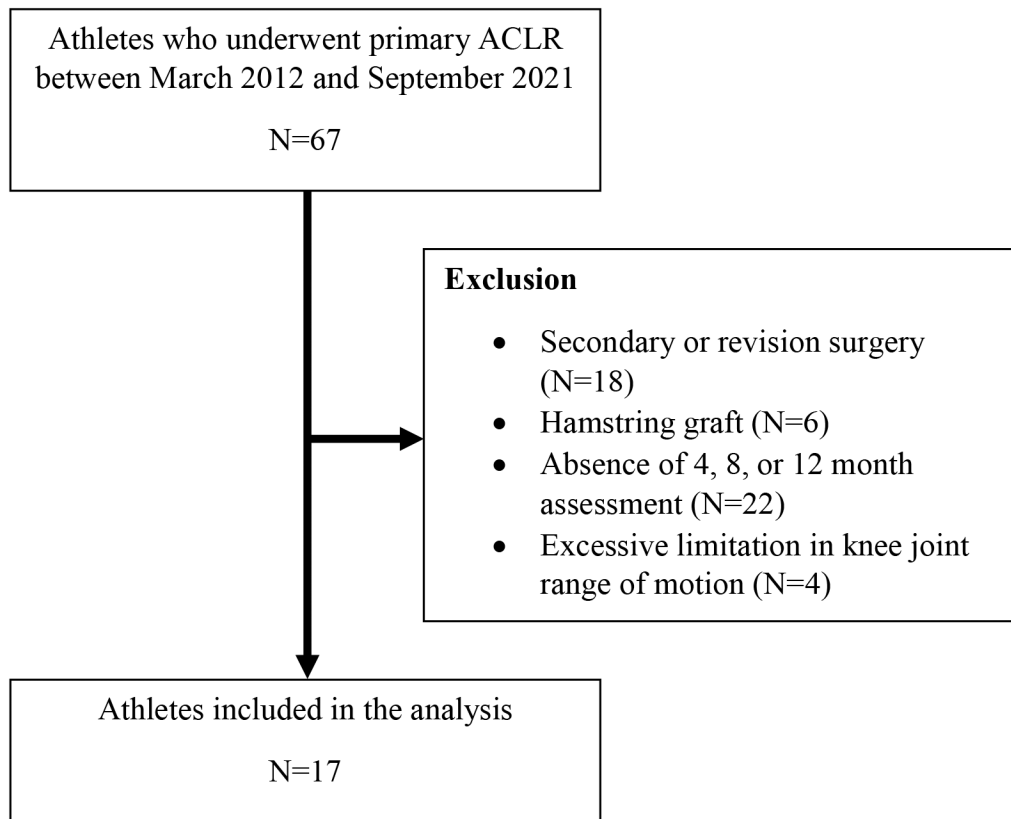 Athletes who underwent primary ACLR
between March 2012 and September 2021
N=67
Exclusion
• Secondary or revision surgery
(N=18)
• Hamstring graft (N=6)
• Absence of 4, 8, or 12 month
assessment (N=22)
• Excessive limitation in knee joint
range of motion (N=4)
Athletes included in the analysis
N=17